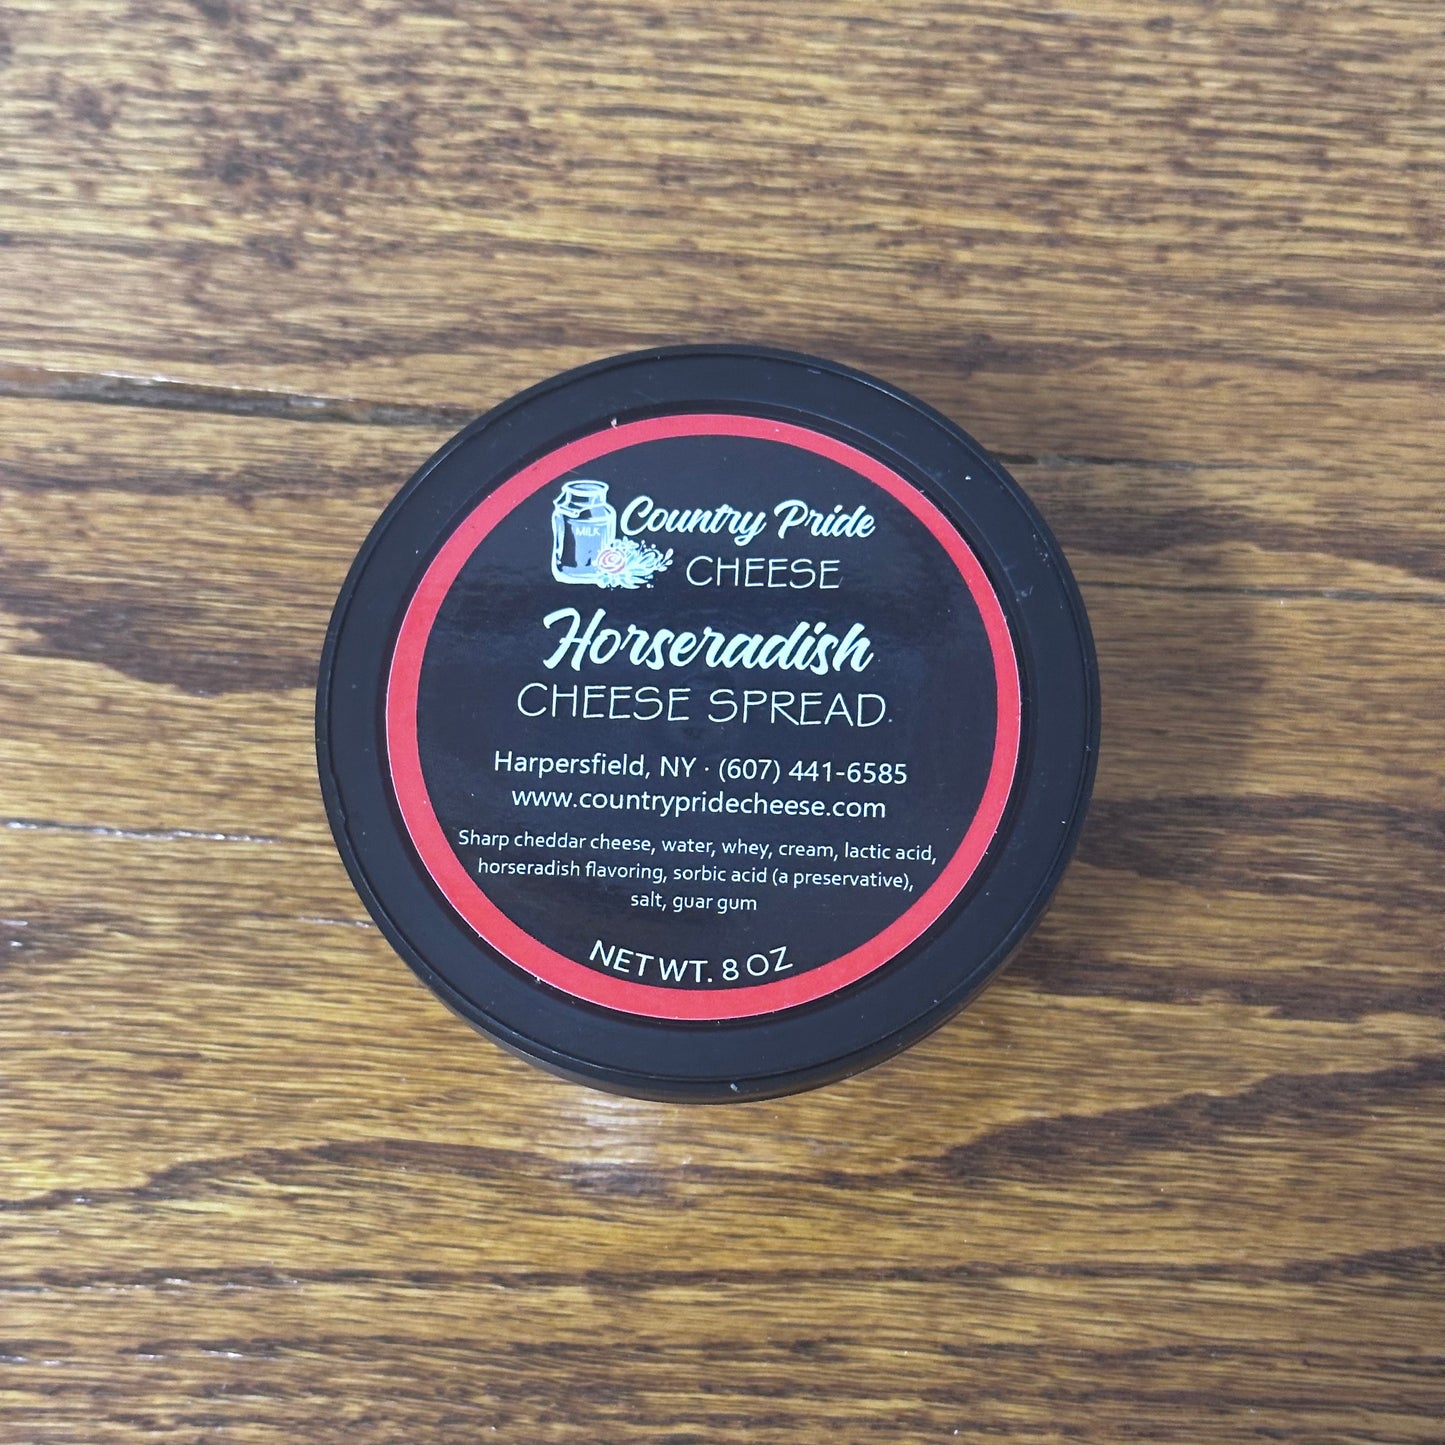 MILK
Country Pride
CHEESE
Horseradish
CHEESE SPREAD
Harpersfield, NY · (607) 441-6585
www.countrypridecheese.com
Sharp cheddar cheese, water, whey, cream, lactic acid,
horseradish flavoring, sorbic acid (a preservative),
salt, guar gum
NET WT. 8 OZ